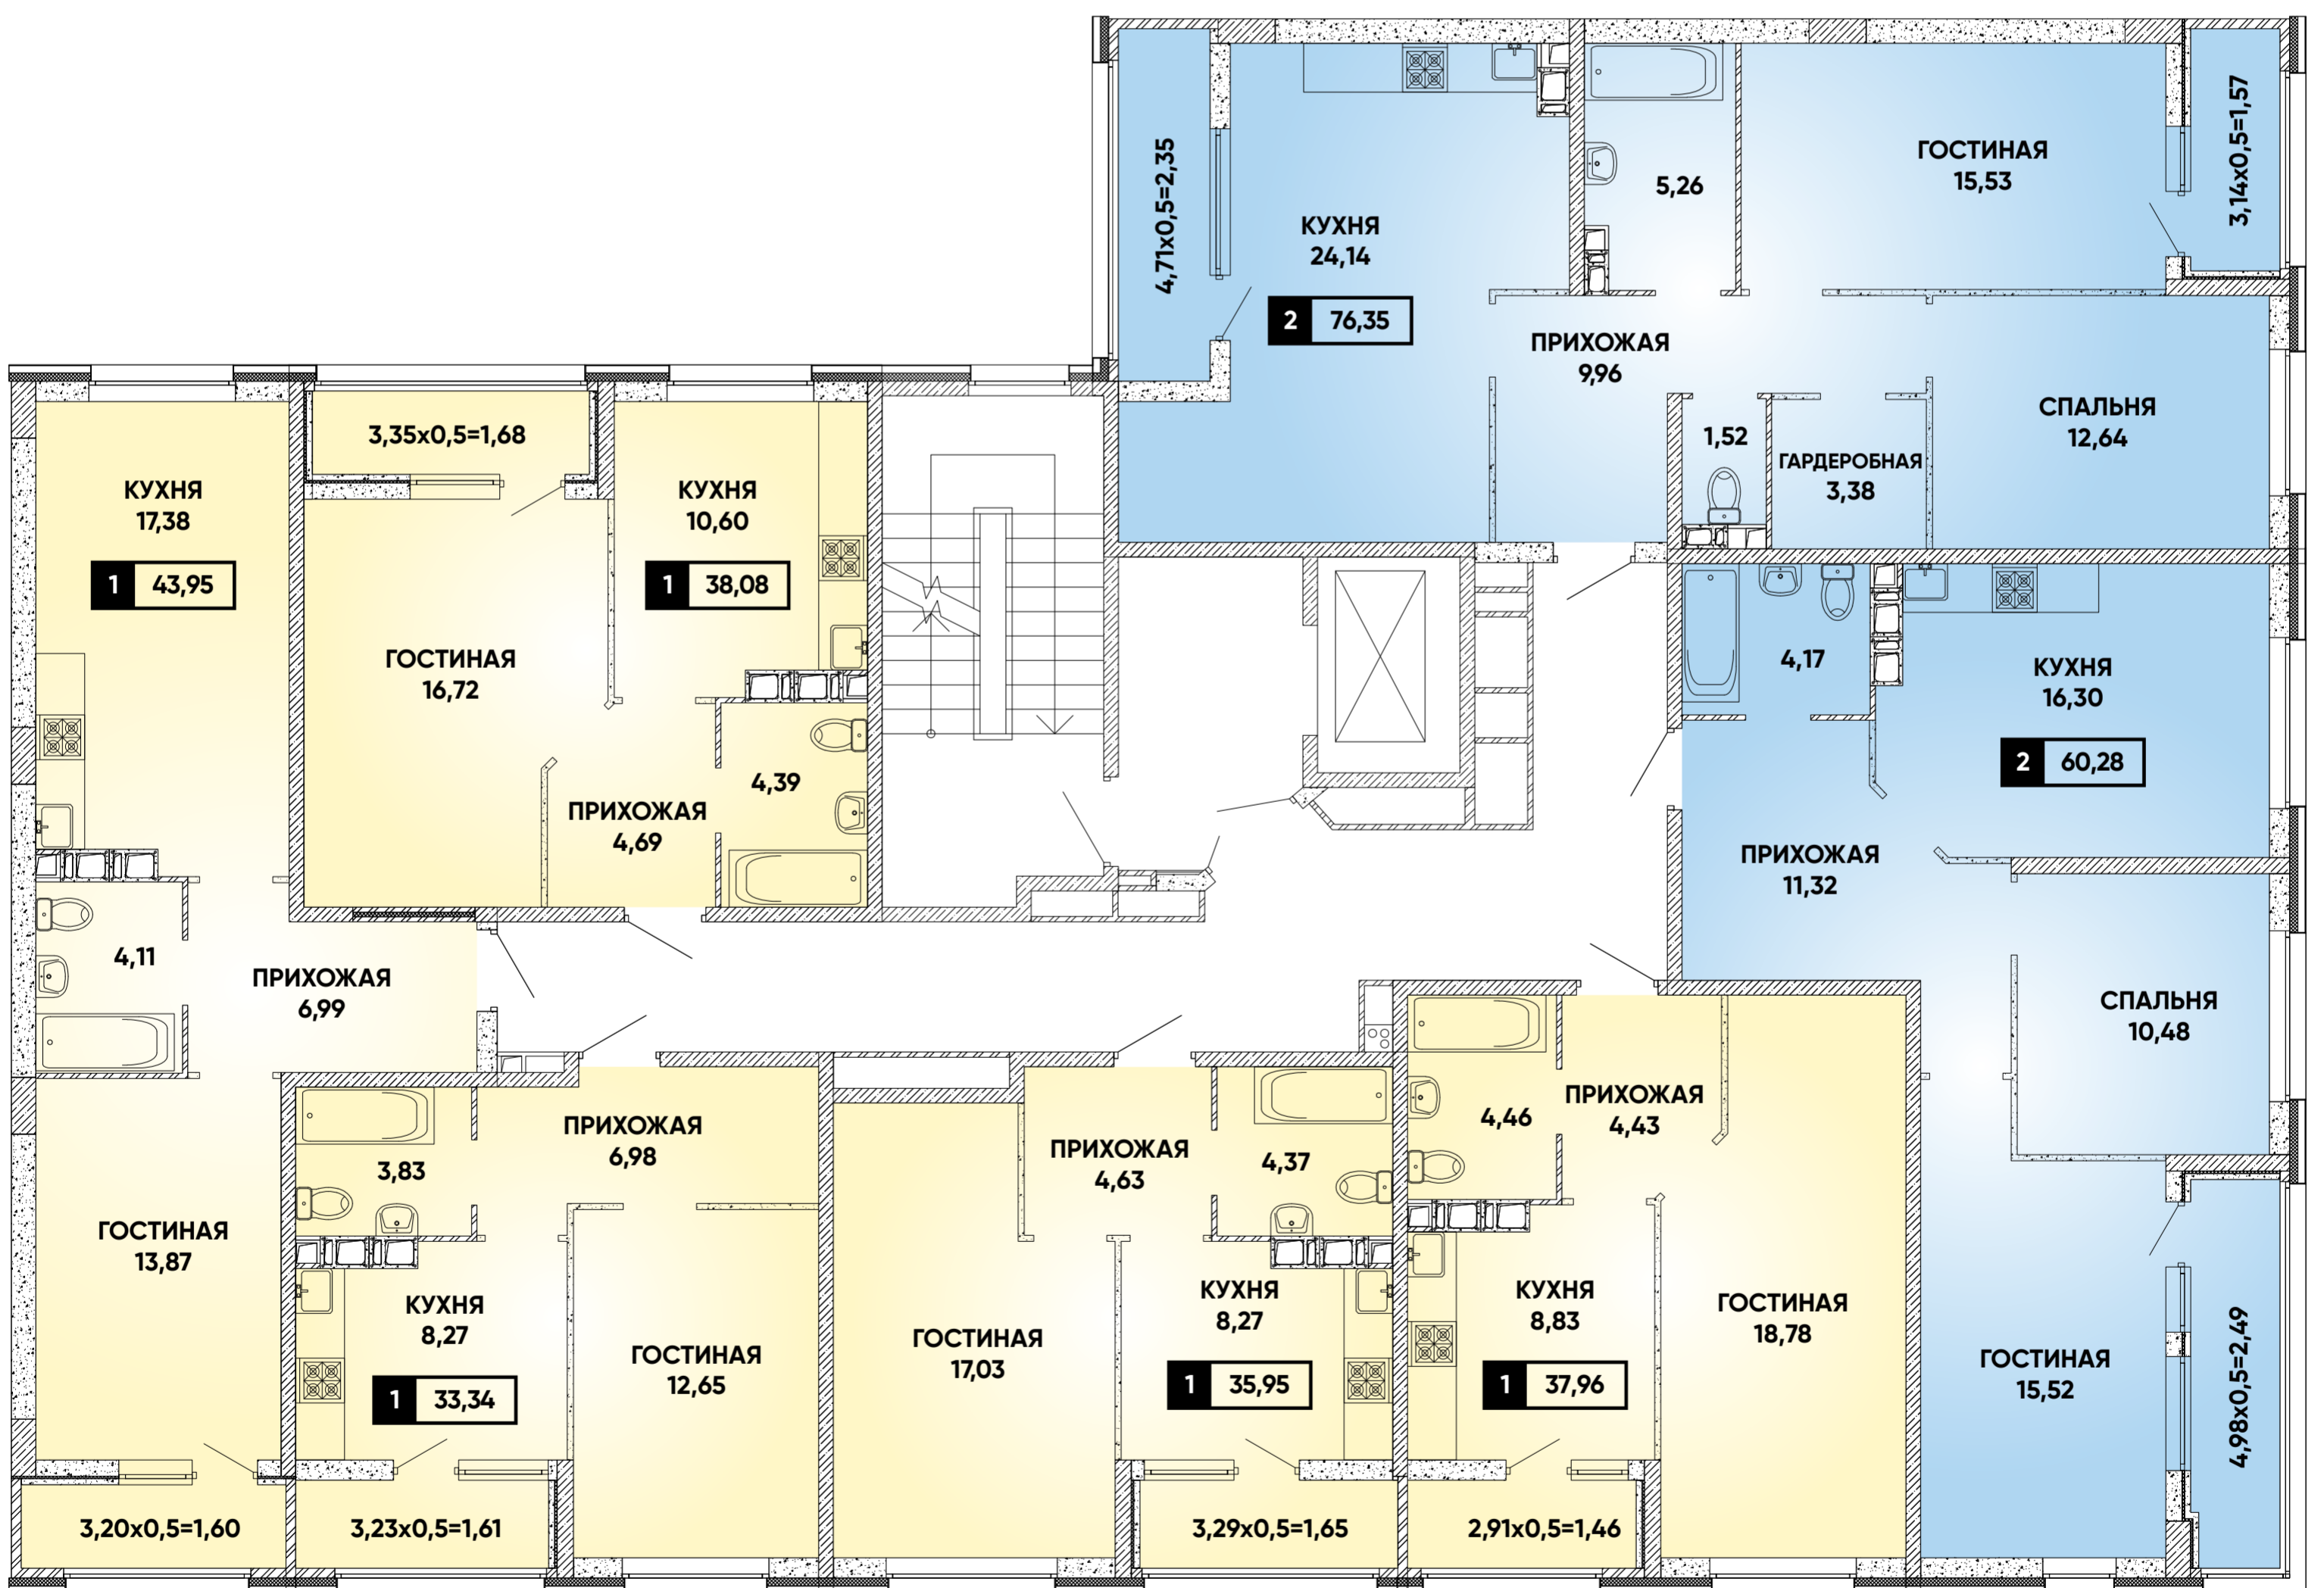 4,71x0,5=2,35
КУХНЯ
24,14
2 76,35
5,26
ГОСТИНАЯ
15,53
3,14x0,5=1,57
ПРИХОЖАЯ
9,96
1,52
ГАРДЕРОБНАЯ
3,38
СПАЛЬНЯ
12,64
КУХНЯ
17,38
1 43,95
3,35x0,5=1,68
КУХНЯ
10,60
1 38,08
ГОСТИНАЯ
16,72
4,39
ПРИХОЖАЯ
4,69
4,17
КУХНЯ
16,30
2 60,28
ПРИХОЖАЯ
11,32
4,11
ПРИХОЖАЯ
6,99
СПАЛЬНЯ
10,48
ГОСТИНАЯ
13,87
3,83
ПРИХОЖАЯ
6,98
КУХНЯ
8,27
1 33,34
ГОСТИНАЯ
12,65
ГОСТИНАЯ
17,03
ПРИХОЖАЯ
4,63
4,37
КУХНЯ
8,27
1 35,95
4,46
ПРИХОЖАЯ
4,43
КУХНЯ
8,83
1 37,96
ГОСТИНАЯ
18,78
ГОСТИНАЯ
15,52
4,98x0,5=2,49
3,20x0,5=1,60
3,23x0,5=1,61
3,29x0,5=1,65
2,91x0,5=1,46